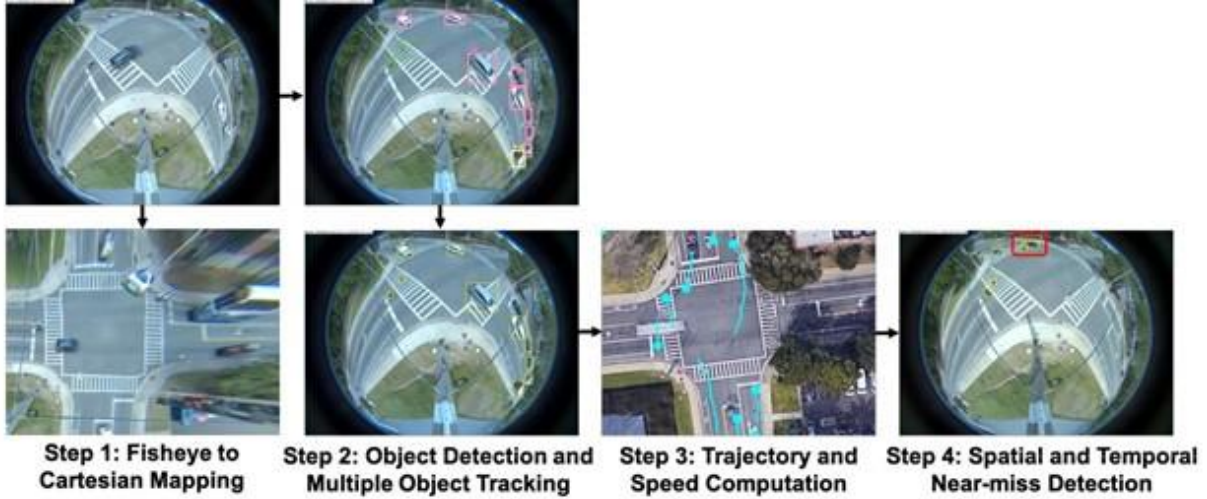 Step 1: Fisheye to
Cartesian Mapping
Step 2: Object Detection and
Multiple Object Tracking
Step 3: Trajectory and
Speed Computation
Step 4: Spatial and Temporal
Near-miss Detection